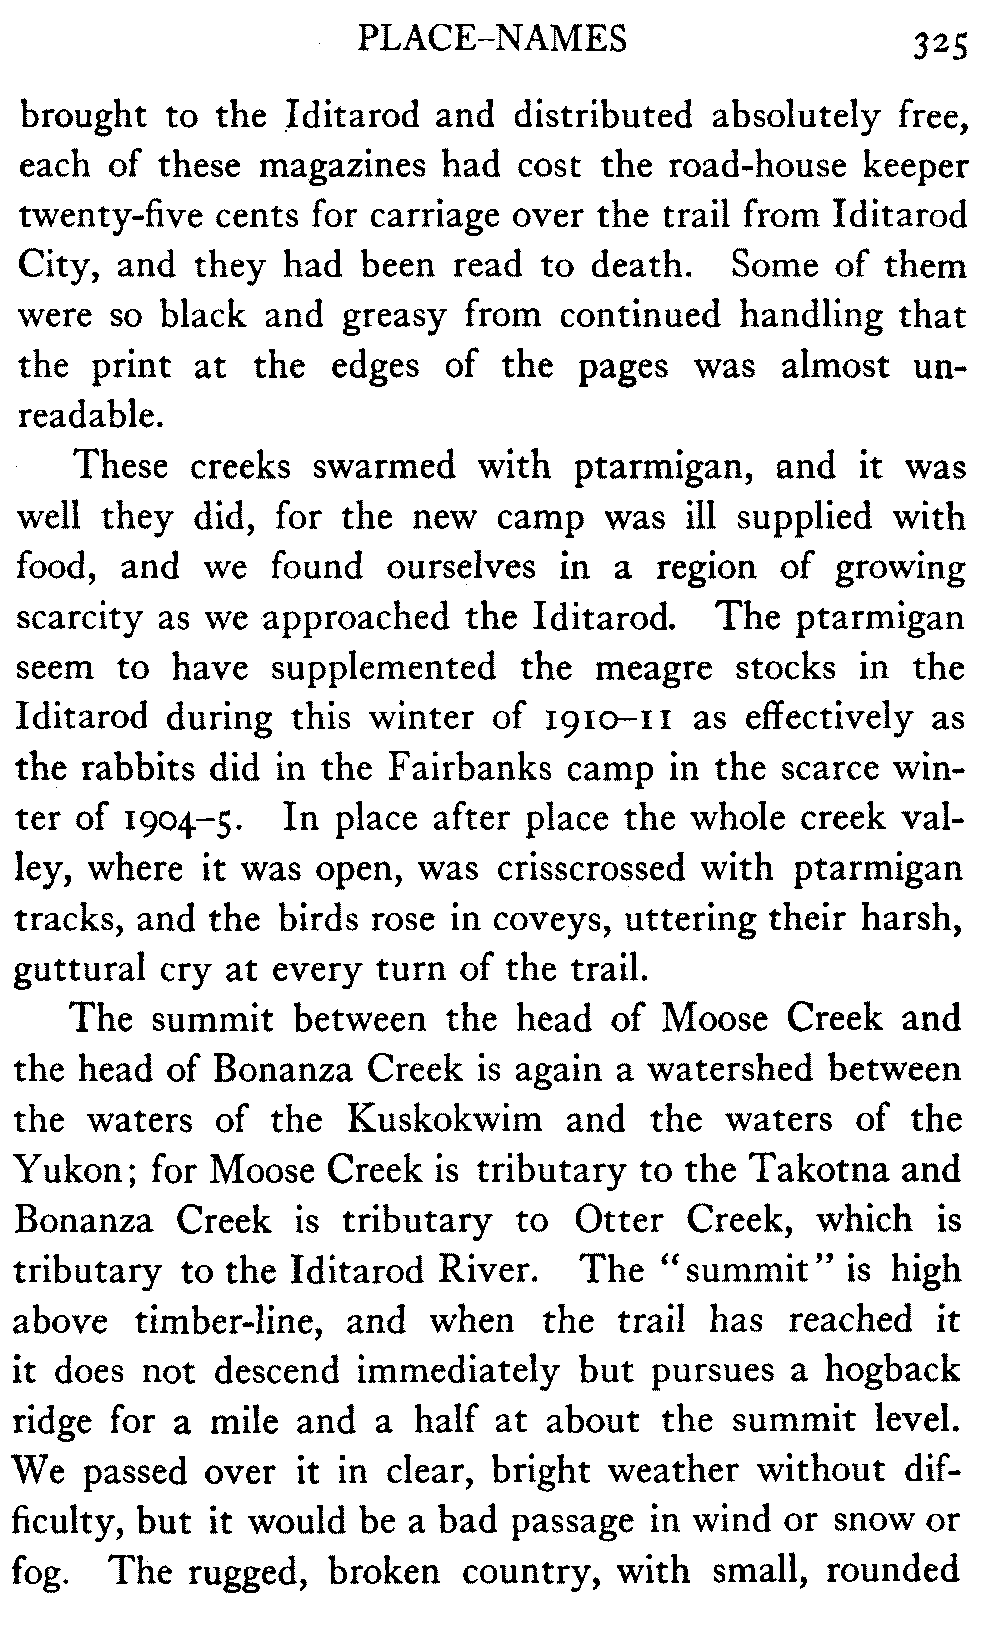 PLACE-NAMES 325
brought to the Iditarod and distributed absolutely free,
each of these magazines had cost the road-house keeper
twenty-five cents for carriage over the trail from Iditarod
City, and they had been read to death. Some of them
were so black and greasy from continued handling that
the print at the edges of the pages was almost un-
readable.
These creeks swarmed with ptarmigan, and it was
well they did, for the new camp was ill supplied with
food, and we found ourselves in a region of growing
scarcity as we approached the Iditarod. The ptarmigan
seem to have supplemented the meagre stocks in the
Iditarod during this winter of 1910–11 as effectively as
the rabbits did in the Fairbanks camp in the scarce win-
ter of 1904–5. In place after place the whole creek val-
ley, where it was open, was crisscrossed with ptarmigan
tracks, and the birds rose in coveys, uttering their harsh,
guttural cry at every turn of the trail.
The summit between the head of Moose Creek and
the head of Bonanza Creek is again a watershed between
the waters of the Kuskokwim and the waters of the
Yukon; for Moose Creek is tributary to the Takotna and
Bonanza Creek is tributary to Otter Creek, which is
tributary to the Iditarod River. The “summit” is high
above timber-line, and when the trail has reached it
it does not descend immediately but pursues a hogback
ridge for a mile and a half at about the summit level.
We passed over it in clear, bright weather without dif-
ficulty, but it would be a bad passage in wind or snow or
fog. The rugged, broken country, with small, rounded